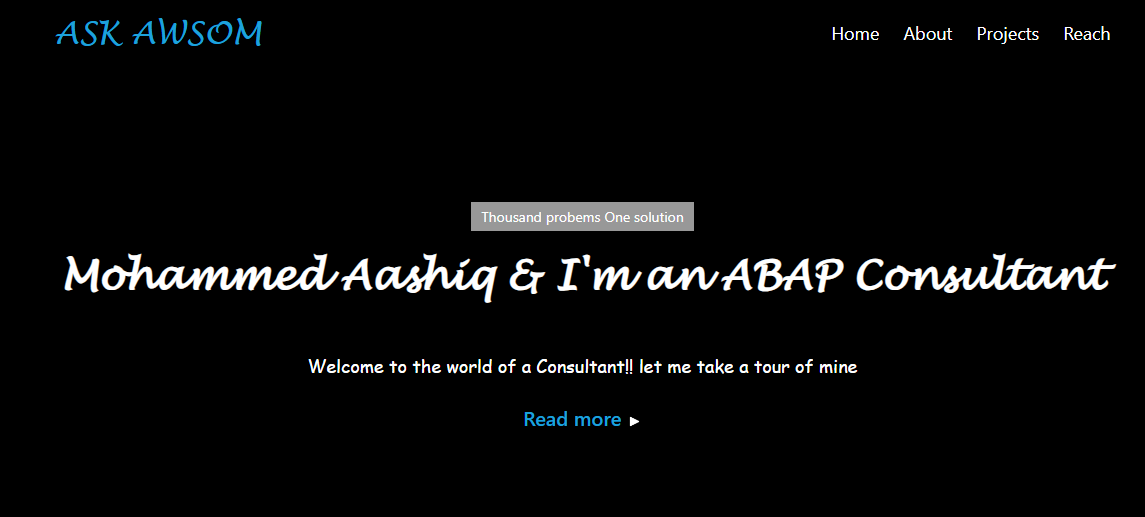 ASK AWSOM
Home About Projects Reach
Thousand probems One solution
Mohammed Aashiq & I'm an ABAP Consultant
Welcome to the world of a Consultant!! let me take a tour of mine
Read more ►